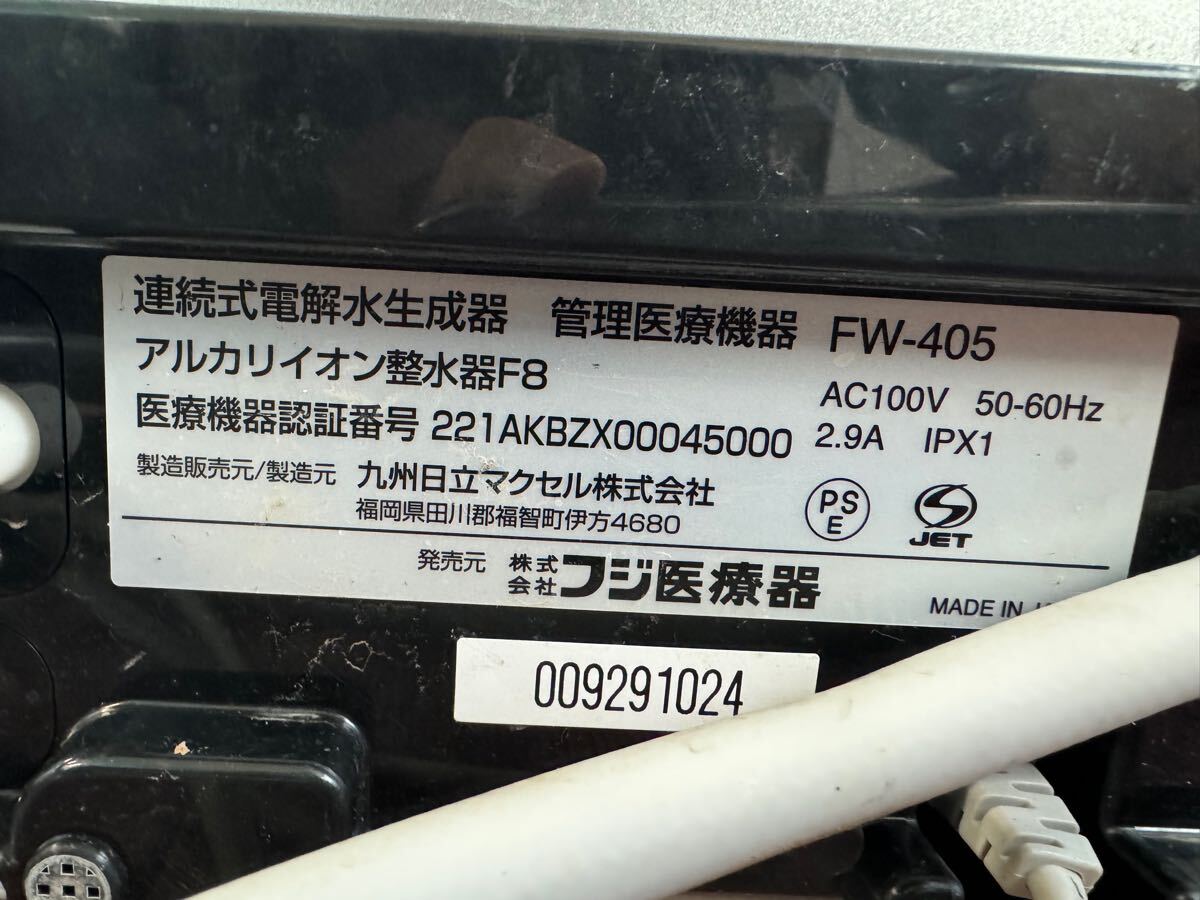 連続式電解水生成器 管理医療機器 FW-405
アルカリイオン整水器F8
AC100V 50-60Hz
医療機器認証番号 221AKBZX00045000 2.9A IPX1
製造販売元/製造元 九州日立マクセル株式会社
福岡県田川郡福智町伊方4680
PS
E
S
JET
発売元 株式会社フジ医療器
MADE IN
009291024